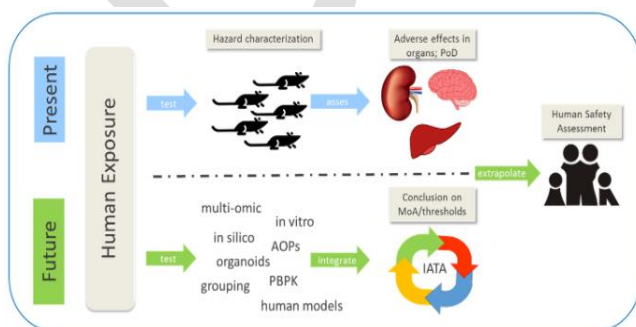 Present
Future
Human Exposure
Hazard characterization
test
asses
Adverse effects in
organs; PoD
Human Safety
Assessment
extrapolate
test
multi-omic
in vitro
in silico
AOPs
organoids
grouping
PBPK
human models
integrate
Conclusion on
MoA/thresholds
IATA